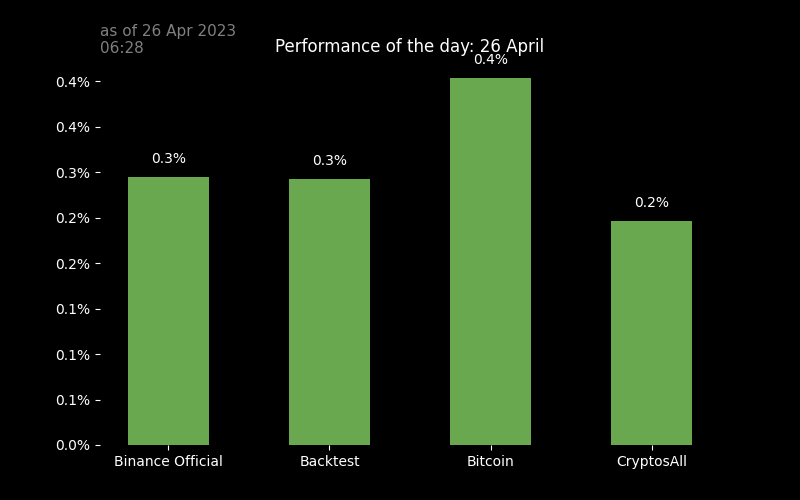 as of 26 Apr 2023
06:28
Performance of the day: 26 April
0.4%
0.4%
0.4%
0.3%
0.3%
0.3%
0.2%
0.2%
0.2%
0.1%
0.1%
0.1%
0.0%
Binance Official
Backtest
Bitcoin
CryptosAll